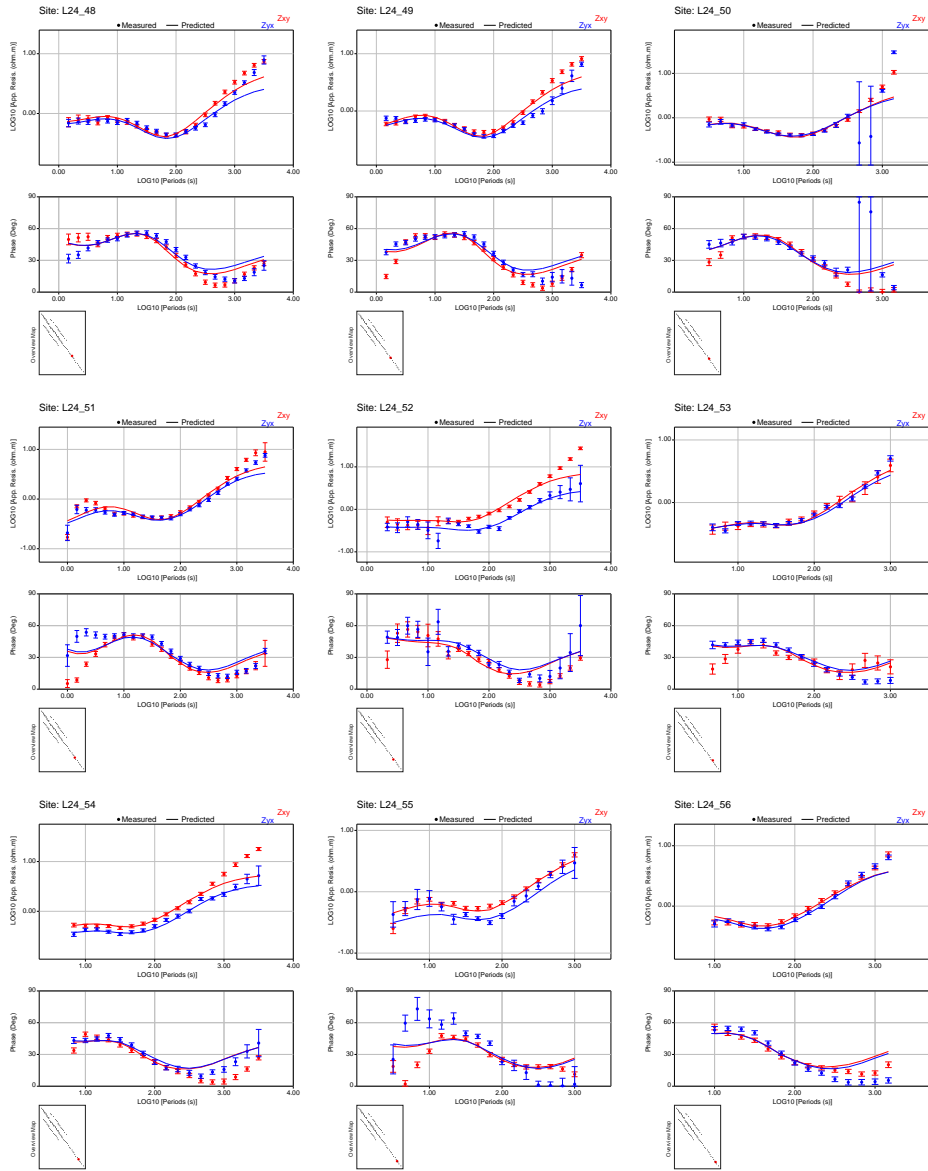 Site: L24_48
Measured Predicted Zxy
Zyx
LOG10 [App. Resis. (ohm.m)]
1.00
0.00
0.00 1.00 2.00 3.00 4.00
LOG10 [Periods (s)]
Phase (Deg.)
90
60
30
0
0.00 1.00 2.00 3.00 4.00
LOG10 [Periods (s)]
Overview Map
Site: L24_49
Measured Predicted Zxy
Zyx
LOG10 [App. Resis. (ohm.m)]
1.00
0.00
0.00 1.00 2.00 3.00 4.00
LOG10 [Periods (s)]
Phase (Deg.)
90
60
30
0
0.00 1.00 2.00 3.00 4.00
LOG10 [Periods (s)]
Overview Map
Site: L24_50
Measured Predicted Zxy
Zyx
LOG10 [App. Resis. (ohm.m)]
1.00
0.00
-1.00
1.00 2.00 3.00
LOG10 [Periods (s)]
Phase (Deg.)
90
60
30
0
1.00 2.00 3.00
LOG10 [Periods (s)]
Overview Map
Site: L24_51
Measured Predicted Zxy
Zyx
LOG10 [App. Resis. (ohm.m)]
1.00
0.00
-1.00
0.00 1.00 2.00 3.00 4.00
LOG10 [Periods (s)]
Phase (Deg.)
90
60
30
0
0.00 1.00 2.00 3.00 4.00
LOG10 [Periods (s)]
Overview Map
Site: L24_52
Measured Predicted Zxy
Zyx
LOG10 [App. Resis. (ohm.m)]
1.00
0.00
-1.00
0.00 1.00 2.00 3.00 4.00
LOG10 [Periods (s)]
Phase (Deg.)
90
60
30
0
0.00 1.00 2.00 3.00 4.00
LOG10 [Periods (s)]
Overview Map
Site: L24_53
Measured Predicted Zxy
Zyx
LOG10 [App. Resis. (ohm.m)]
1.00
0.00
1.00 2.00 3.00
LOG10 [Periods (s)]
Phase (Deg.)
90
60
30
0
1.00 2.00 3.00
LOG10 [Periods (s)]
Overview Map
Site: L24_54
Measured Predicted Zxy
Zyx
LOG10 [App. Resis. (ohm.m)]
1.00
0.00
1.00 2.00 3.00 4.00
LOG10 [Periods (s)]
Phase (Deg.)
90
60
30
0
1.00 2.00 3.00 4.00
LOG10 [Periods (s)]
Overview Map
Site: L24_55
Measured Predicted Zxy
Zyx
LOG10 [App. Resis. (ohm.m)]
1.00
0.00
-1.00
1.00 2.00 3.00
LOG10 [Periods (s)]
Phase (Deg.)
90
60
30
0
1.00 2.00 3.00
LOG10 [Periods (s)]
Overview Map
Site: L24_56
Measured Predicted Zxy
Zyx
LOG10 [App. Resis. (ohm.m)]
1.00
0.00
1.00 2.00 3.00
LOG10 [Periods (s)]
Phase (Deg.)
90
60
30
0
1.00 2.00 3.00
LOG10 [Periods (s)]
Overview Map